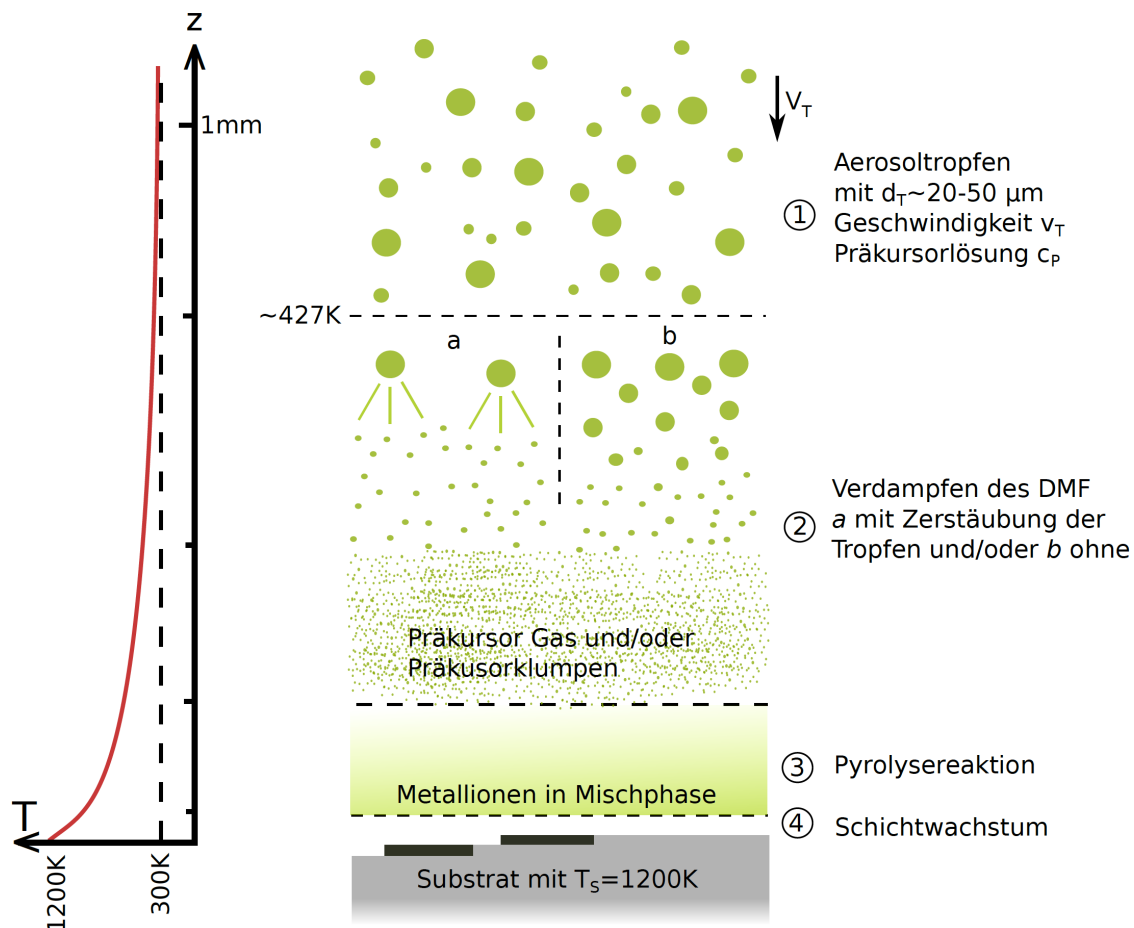 z
1mm
T
1200K
300K
~427K
a
b
V_T
1
Aerosoltropfen
mit d_T~20-50 µm
Geschwindigkeit v_T
Präkursorlösung c_P
2
Verdampfen des DMF
a mit Zerstäubung der
Tropfen und/oder b ohne
Präkursor Gas und/oder
Präkusorklumpen
3
Pyrolysereaktion
Metallionen in Mischphase
4
Schichtwachstum
Substrat mit T_S=1200K